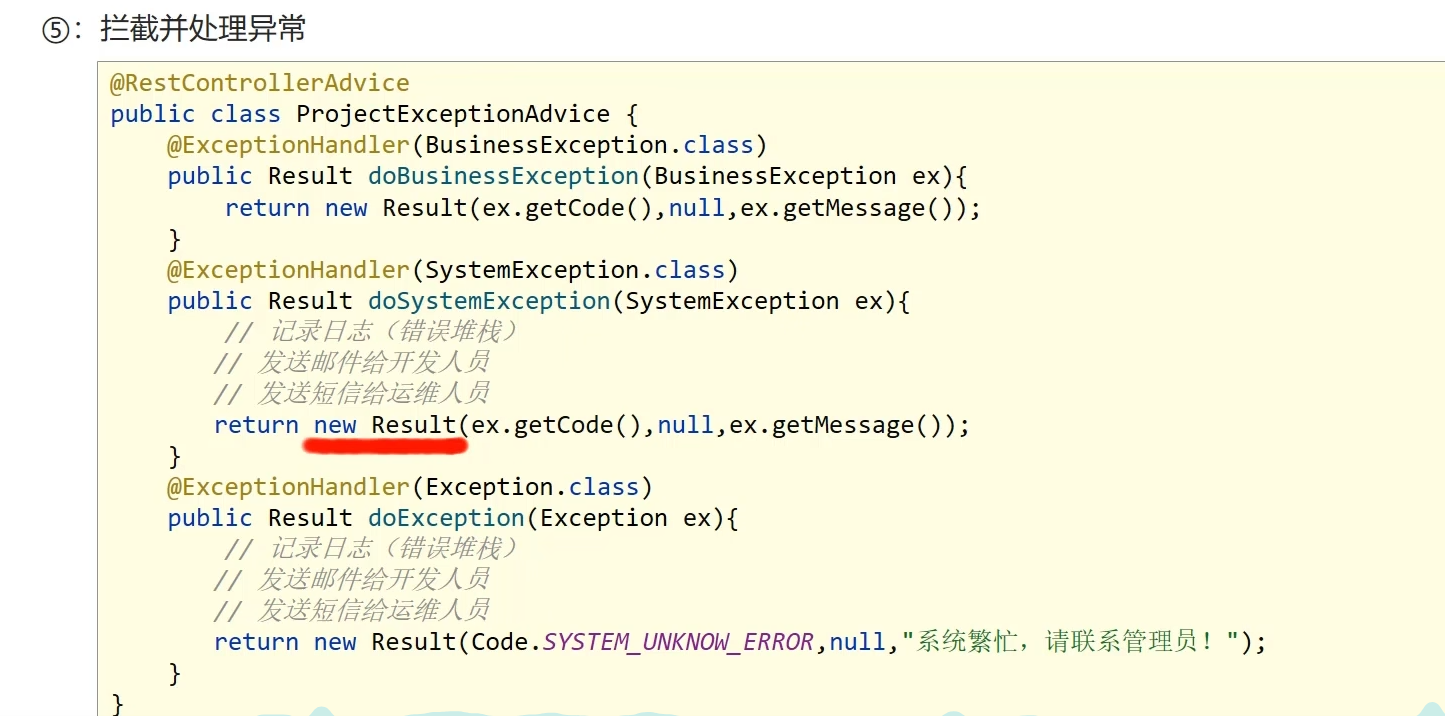 ⑤：拦截并处理异常
@RestControllerAdvice
public class ProjectExceptionAdvice {
    @ExceptionHandler(BusinessException.class)
    public Result doBusinessException(BusinessException ex){
        return new Result(ex.getCode(),null,ex.getMessage());
    }
    @ExceptionHandler(SystemException.class)
    public Result doSystemException(SystemException ex){
        // 记录日志（错误堆栈）
        // 发送邮件给开发人员
        // 发送短信给运维人员
        return new Result(ex.getCode(),null,ex.getMessage());
    }
    @ExceptionHandler(Exception.class)
    public Result doException(Exception ex){
        // 记录日志（错误堆栈）
        // 发送邮件给开发人员
        // 发送短信给运维人员
        return new Result(Code.SYSTEM_UNKNOW_ERROR,null,"系统繁忙，请联系管理员！");
    }
}